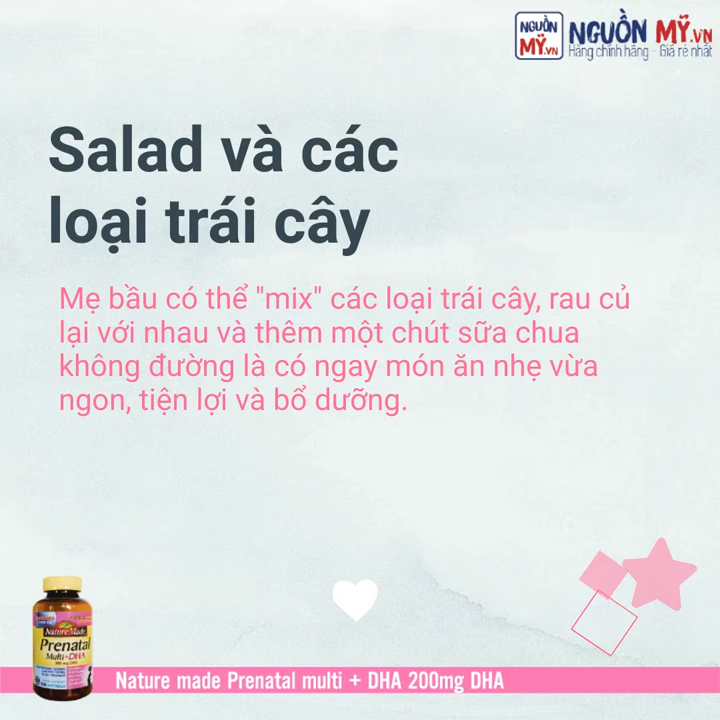 NGUỒN
MỸ.VN
NGUỒN MỸ.VN
Hàng chính hãng - Giá rẻ nhất
Salad và các
loại trái cây
Mẹ bầu có thể "mix" các loại trái cây, rau củ
lại với nhau và thêm một chút sữa chua
không đường là có ngay món ăn nhẹ vừa
ngon, tiện lợi và bổ dưỡng.
Nature Made
Prenatal
Multi+DHA
200 mg DHA
Nature made Prenatal multi + DHA 200mg DHA